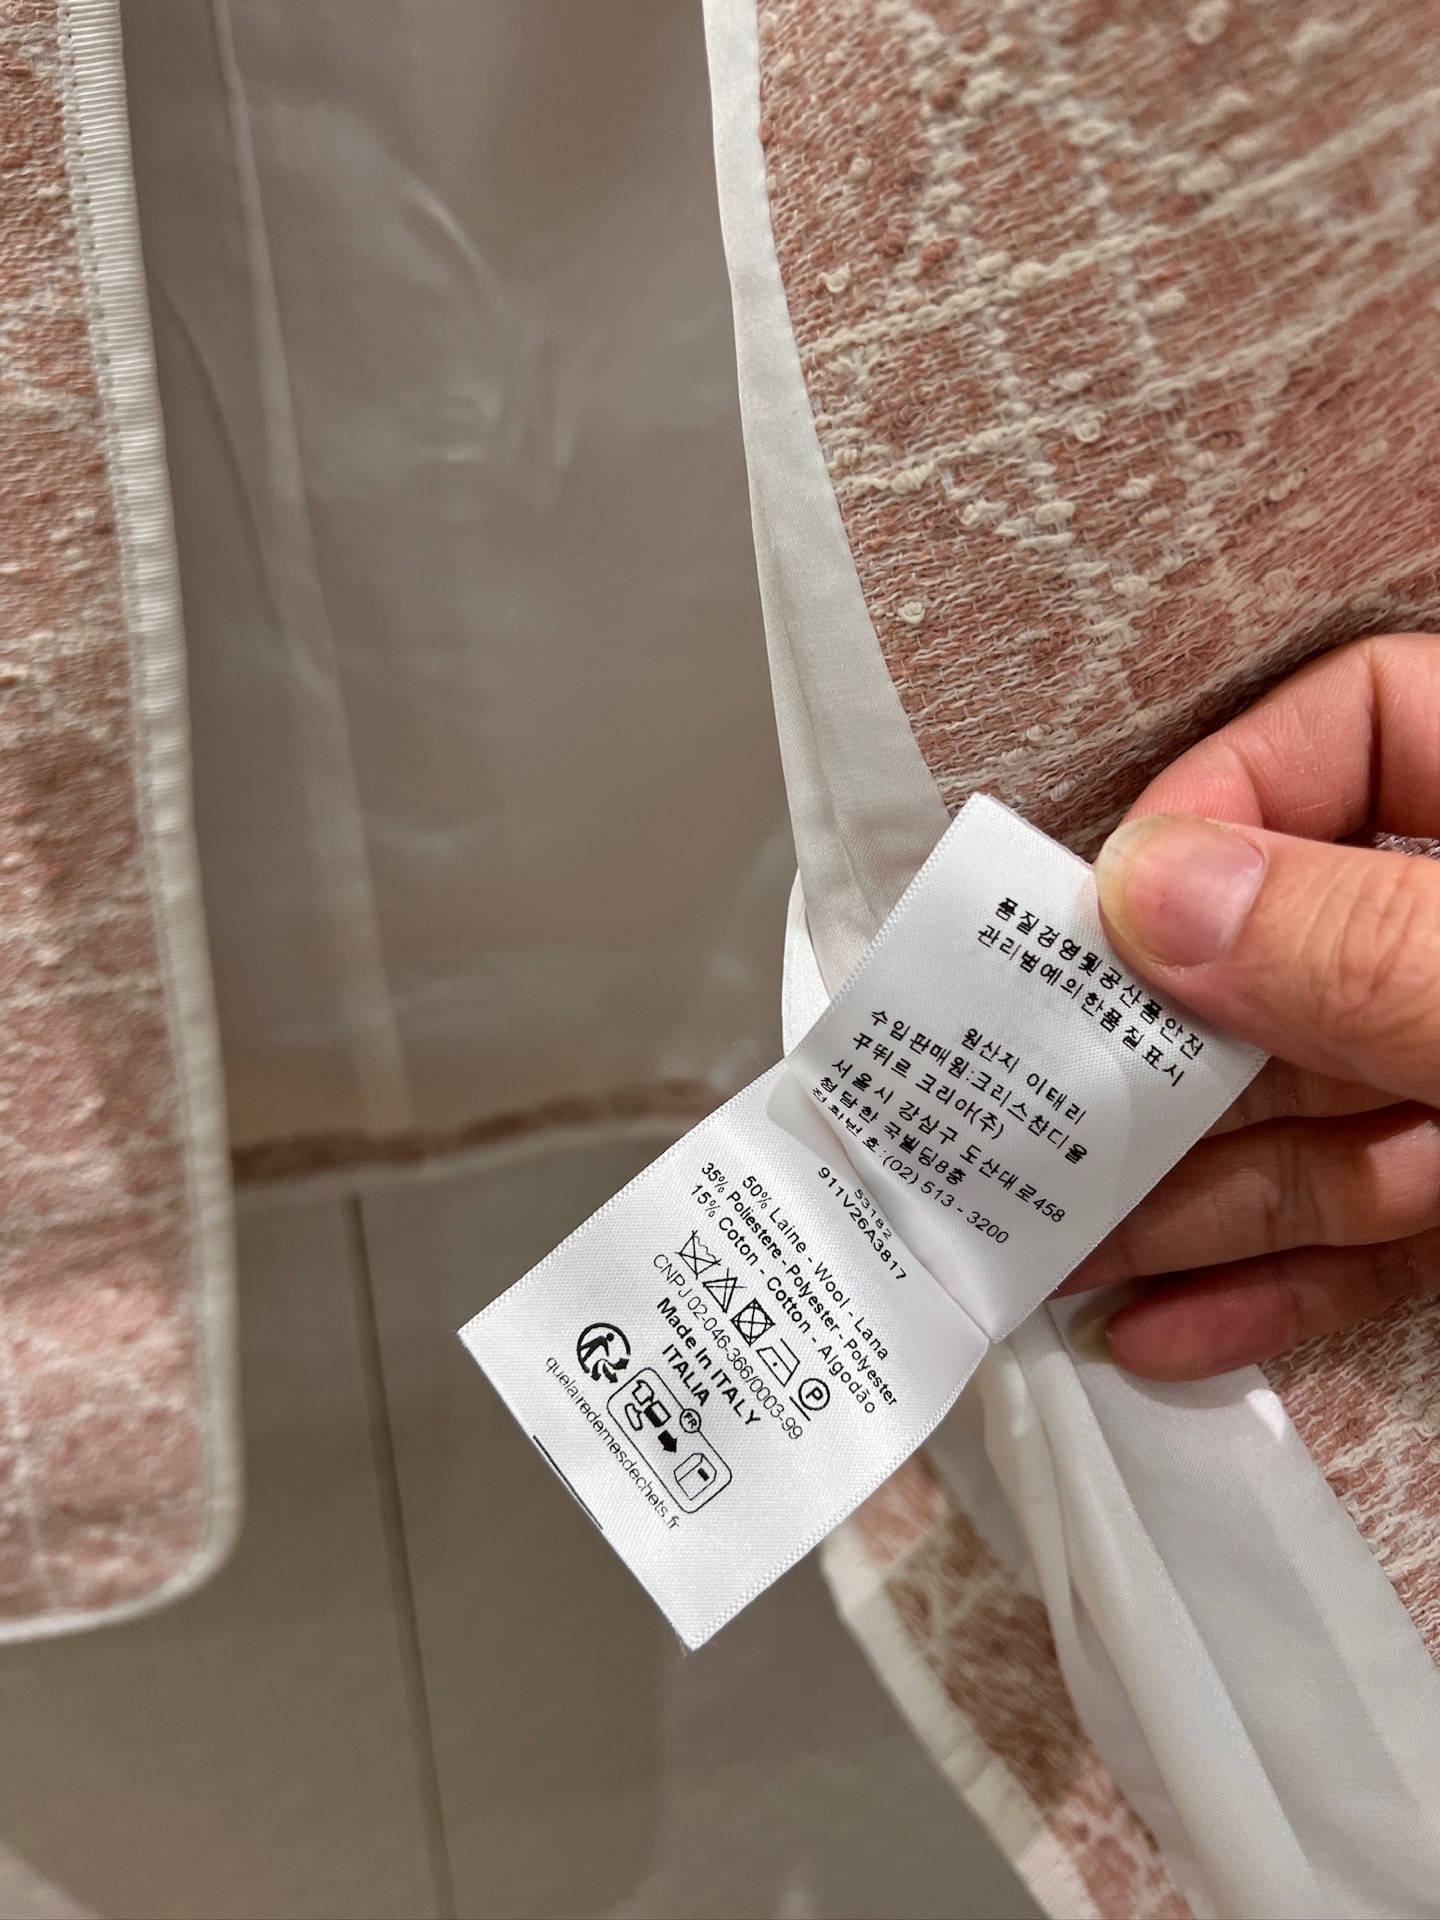 품질경영및공산품안전
관리법에의한품질표시
원산지 이태리
수입판매원:크리스챤디올
꾸뛰르 코리아(주)
서울시 강남구 도산대로458
청담한국빌딩8층
전화번호:(02) 513-3200
53182
911V26A3817
50% Laine - Wool - Lana
35% Poliestere - Polyester - Polyester
15% Coton - Cotton - Algodão
P
CNPJ 02-046-366/0003-99
Made in ITALY
ITALIA
FR
quefairedemesdechets.fr